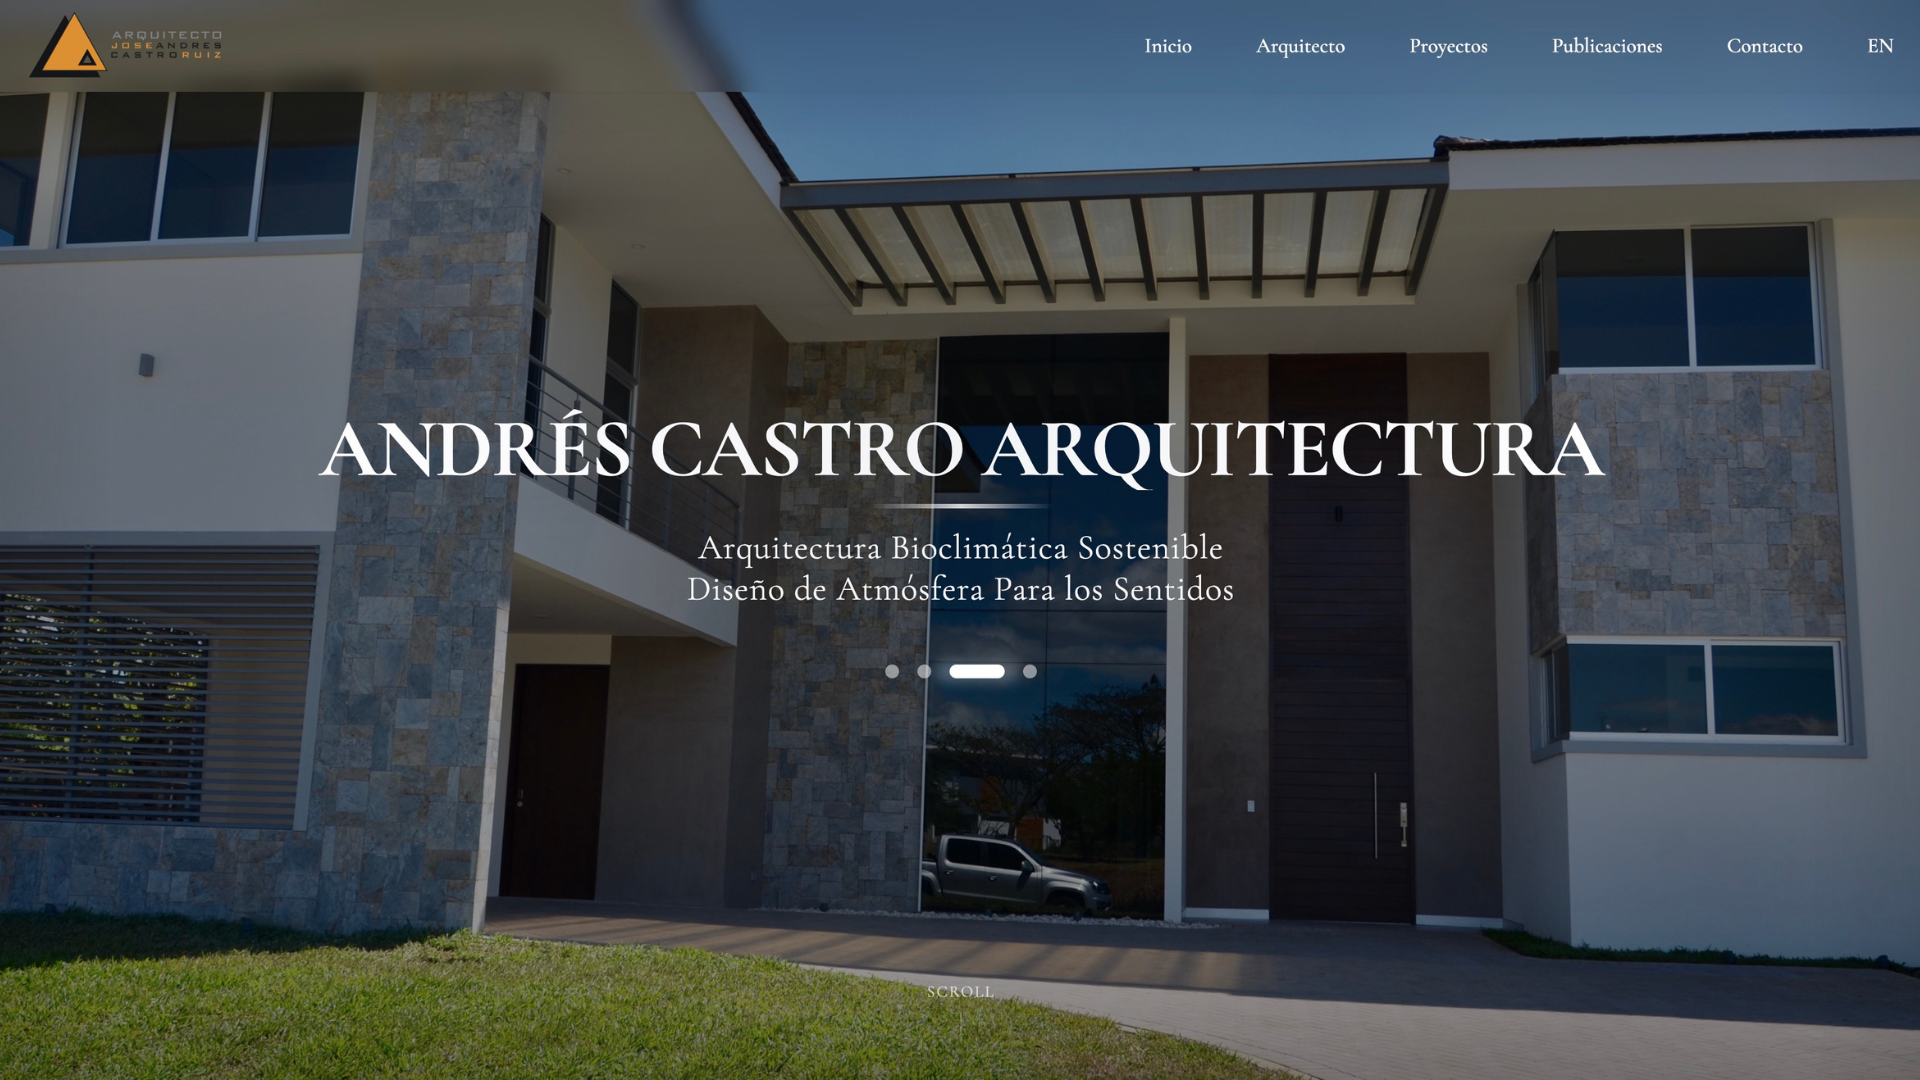 ARQUITECTO
JOSEANDRES
CASTRORUIZ
Inicio
Arquitecto
Proyectos
Publicaciones
Contacto
EN
ANDRÉS CASTRO ARQUITECTURA
Arquitectura Bioclimática Sostenible
Diseño de Atmósfera Para los Sentidos
SCROLL